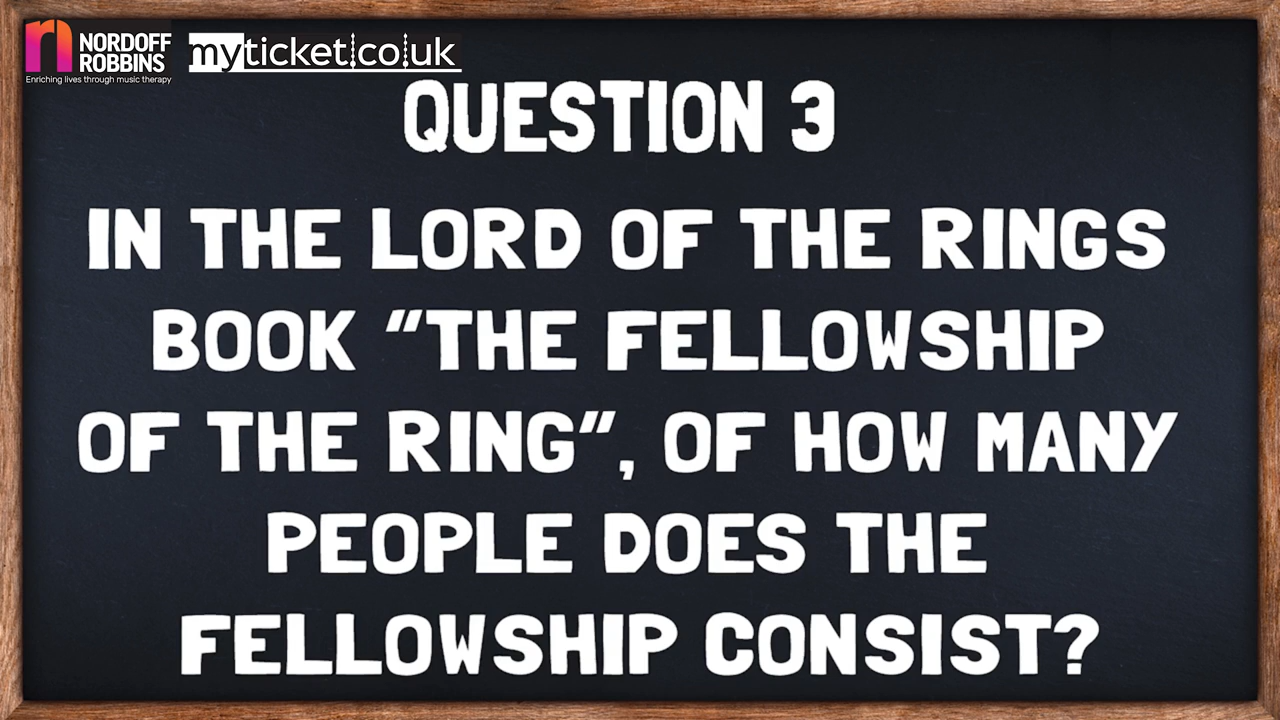 NORDOFF
ROBBINS
Enriching lives through music therapy
myticket.co.uk
QUESTION 3
IN THE LORD OF THE RINGS
BOOK “THE FELLOWSHIP
OF THE RING”, OF HOW MANY
PEOPLE DOES THE
FELLOWSHIP CONSIST?